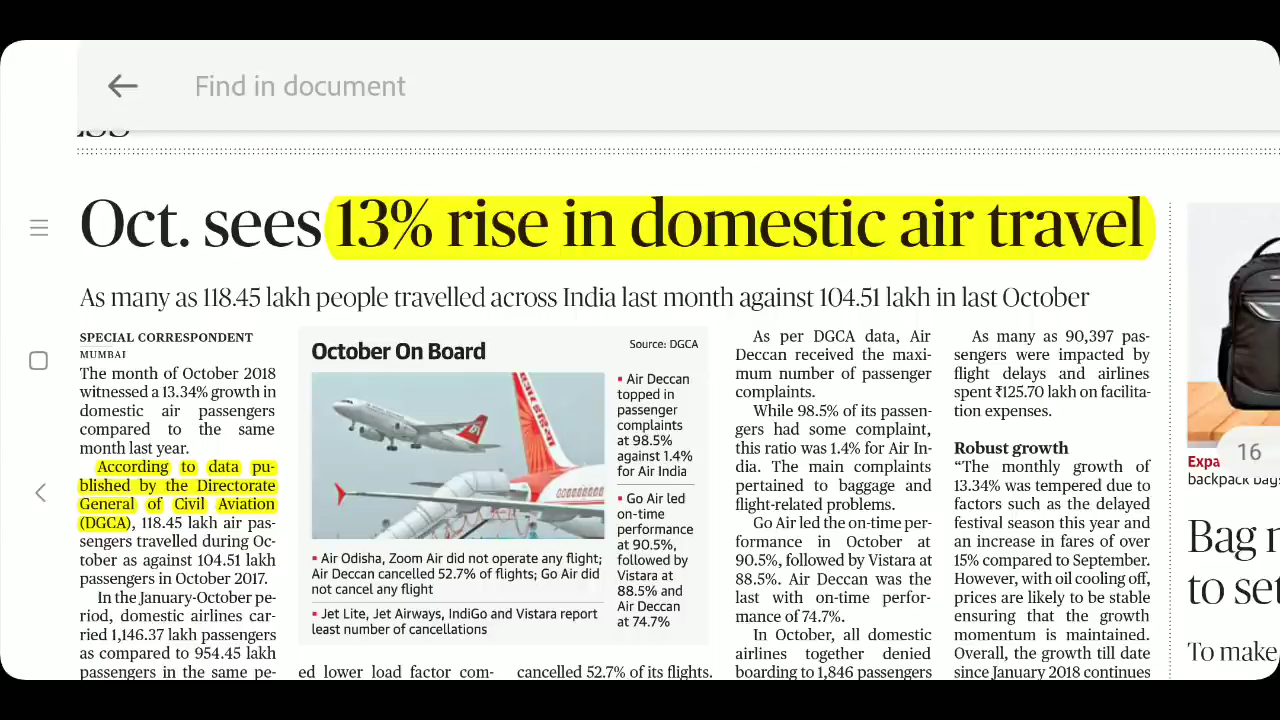 Find in document
Oct. sees 13% rise in domestic air travel
As many as 118.45 lakh people travelled across India last month against 104.51 lakh in last October
SPECIAL CORRESPONDENT
MUMBAI
The month of October 2018
witnessed a 13.34% growth in
domestic air passengers
compared to the same
month last year.
According to data pu-
blished by the Directorate
General of Civil Aviation
(DGCA), 118.45 lakh air pas-
sengers travelled during Oc-
tober as against 104.51 lakh
passengers in October 2017.
In the January-October pe-
riod, domestic airlines car-
ried 1,146.37 lakh passengers
as compared to 954.45 lakh
passengers in the same pe-
October On Board
Source: DGCA
▪ Air Deccan
topped in
passenger
complaints
at 98.5%
against 1.4%
for Air India
▪ Go Air led
on-time
performance
at 90.5%,
followed by
Vistara at
88.5% and
Air Deccan
at 74.7%
▪ Air Odisha, Zoom Air did not operate any flight;
Air Deccan cancelled 52.7% of flights; Go Air did
not cancel any flight
▪ Jet Lite, Jet Airways, IndiGo and Vistara report
least number of cancellations
ed lower load factor com-
cancelled 52.7% of its flights.
As per DGCA data, Air
Deccan received the maxi-
mum number of passenger
complaints.
While 98.5% of its passen-
gers had some complaint,
this ratio was 1.4% for Air In-
dia. The main complaints
pertained to baggage and
flight-related problems.
Go Air led the on-time per-
formance in October at
90.5%, followed by Vistara at
88.5%. Air Deccan was the
last with on-time perfor-
mance of 74.7%.
In October, all domestic
airlines together denied
boarding to 1,846 passengers
As many as 90,397 pas-
sengers were impacted by
flight delays and airlines
spent ₹125.70 lakh on facilita-
tion expenses.
Robust growth
“The monthly growth of
13.34% was tempered due to
factors such as the delayed
festival season this year and
an increase in fares of over
15% compared to September.
However, with oil cooling off,
prices are likely to be stable
ensuring that the growth
momentum is maintained.
Overall, the growth till date
since January 2018 continues
16
Expa
backpack bags
Bag
to set
To make